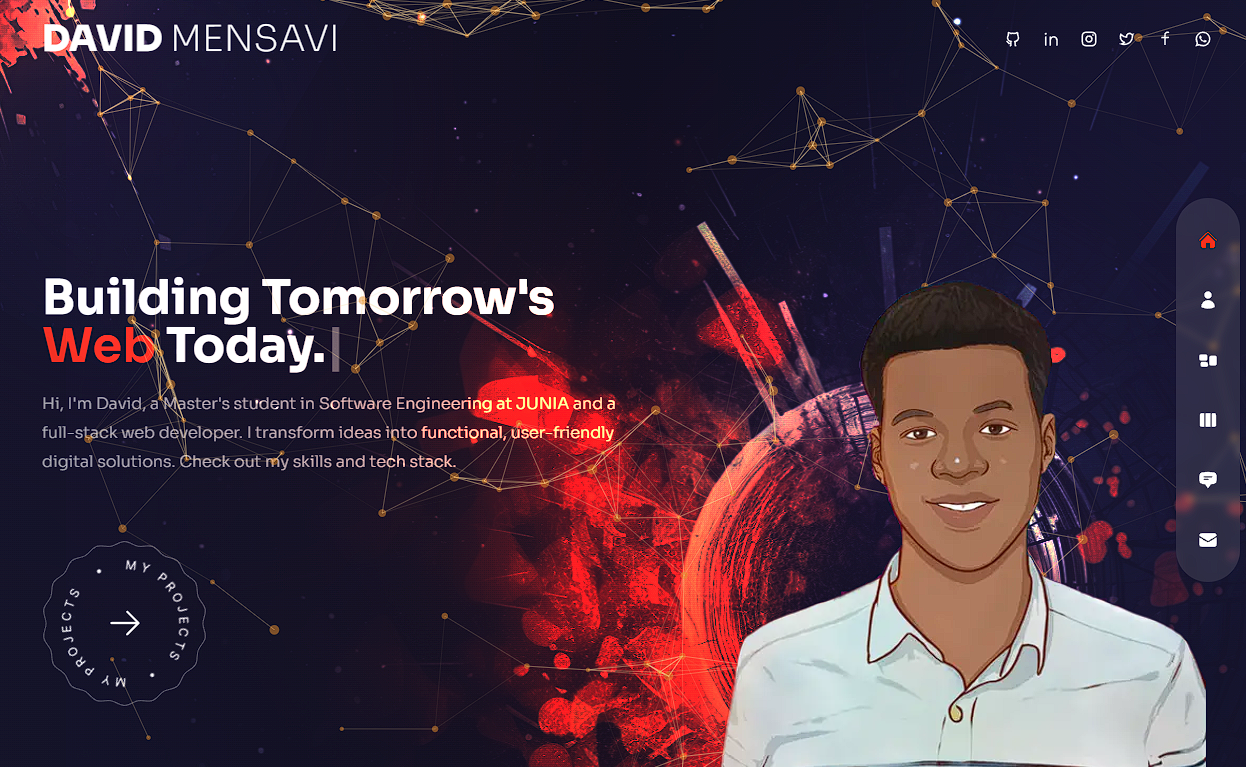 DAVID MENSAVI
Building Tomorrow's
Web Today.
Hi, I'm David, a Master's student in Software Engineering at JUNIA and a
full-stack web developer. I transform ideas into functional, user-friendly
digital solutions. Check out my skills and tech stack.
MY PROJECTS • MY PROJECTS • MY PROJECTS